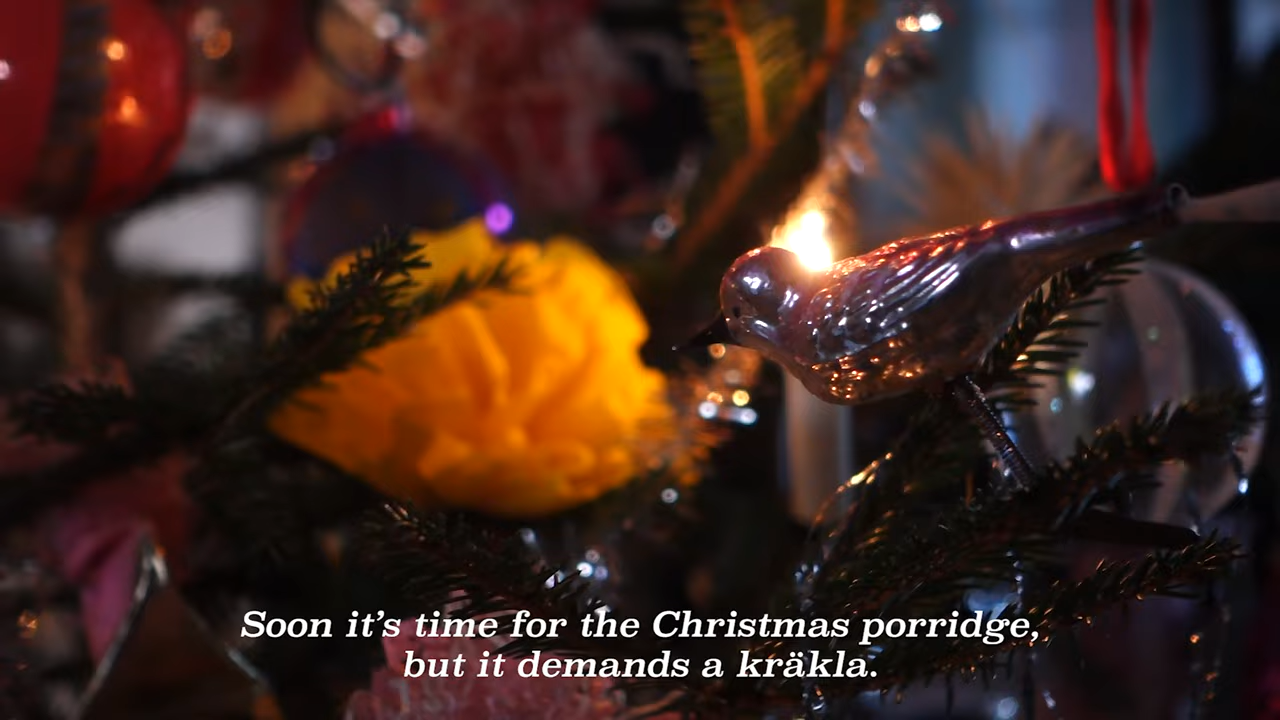 Soon it’s time for the Christmas porridge,
but it demands a kräkla.